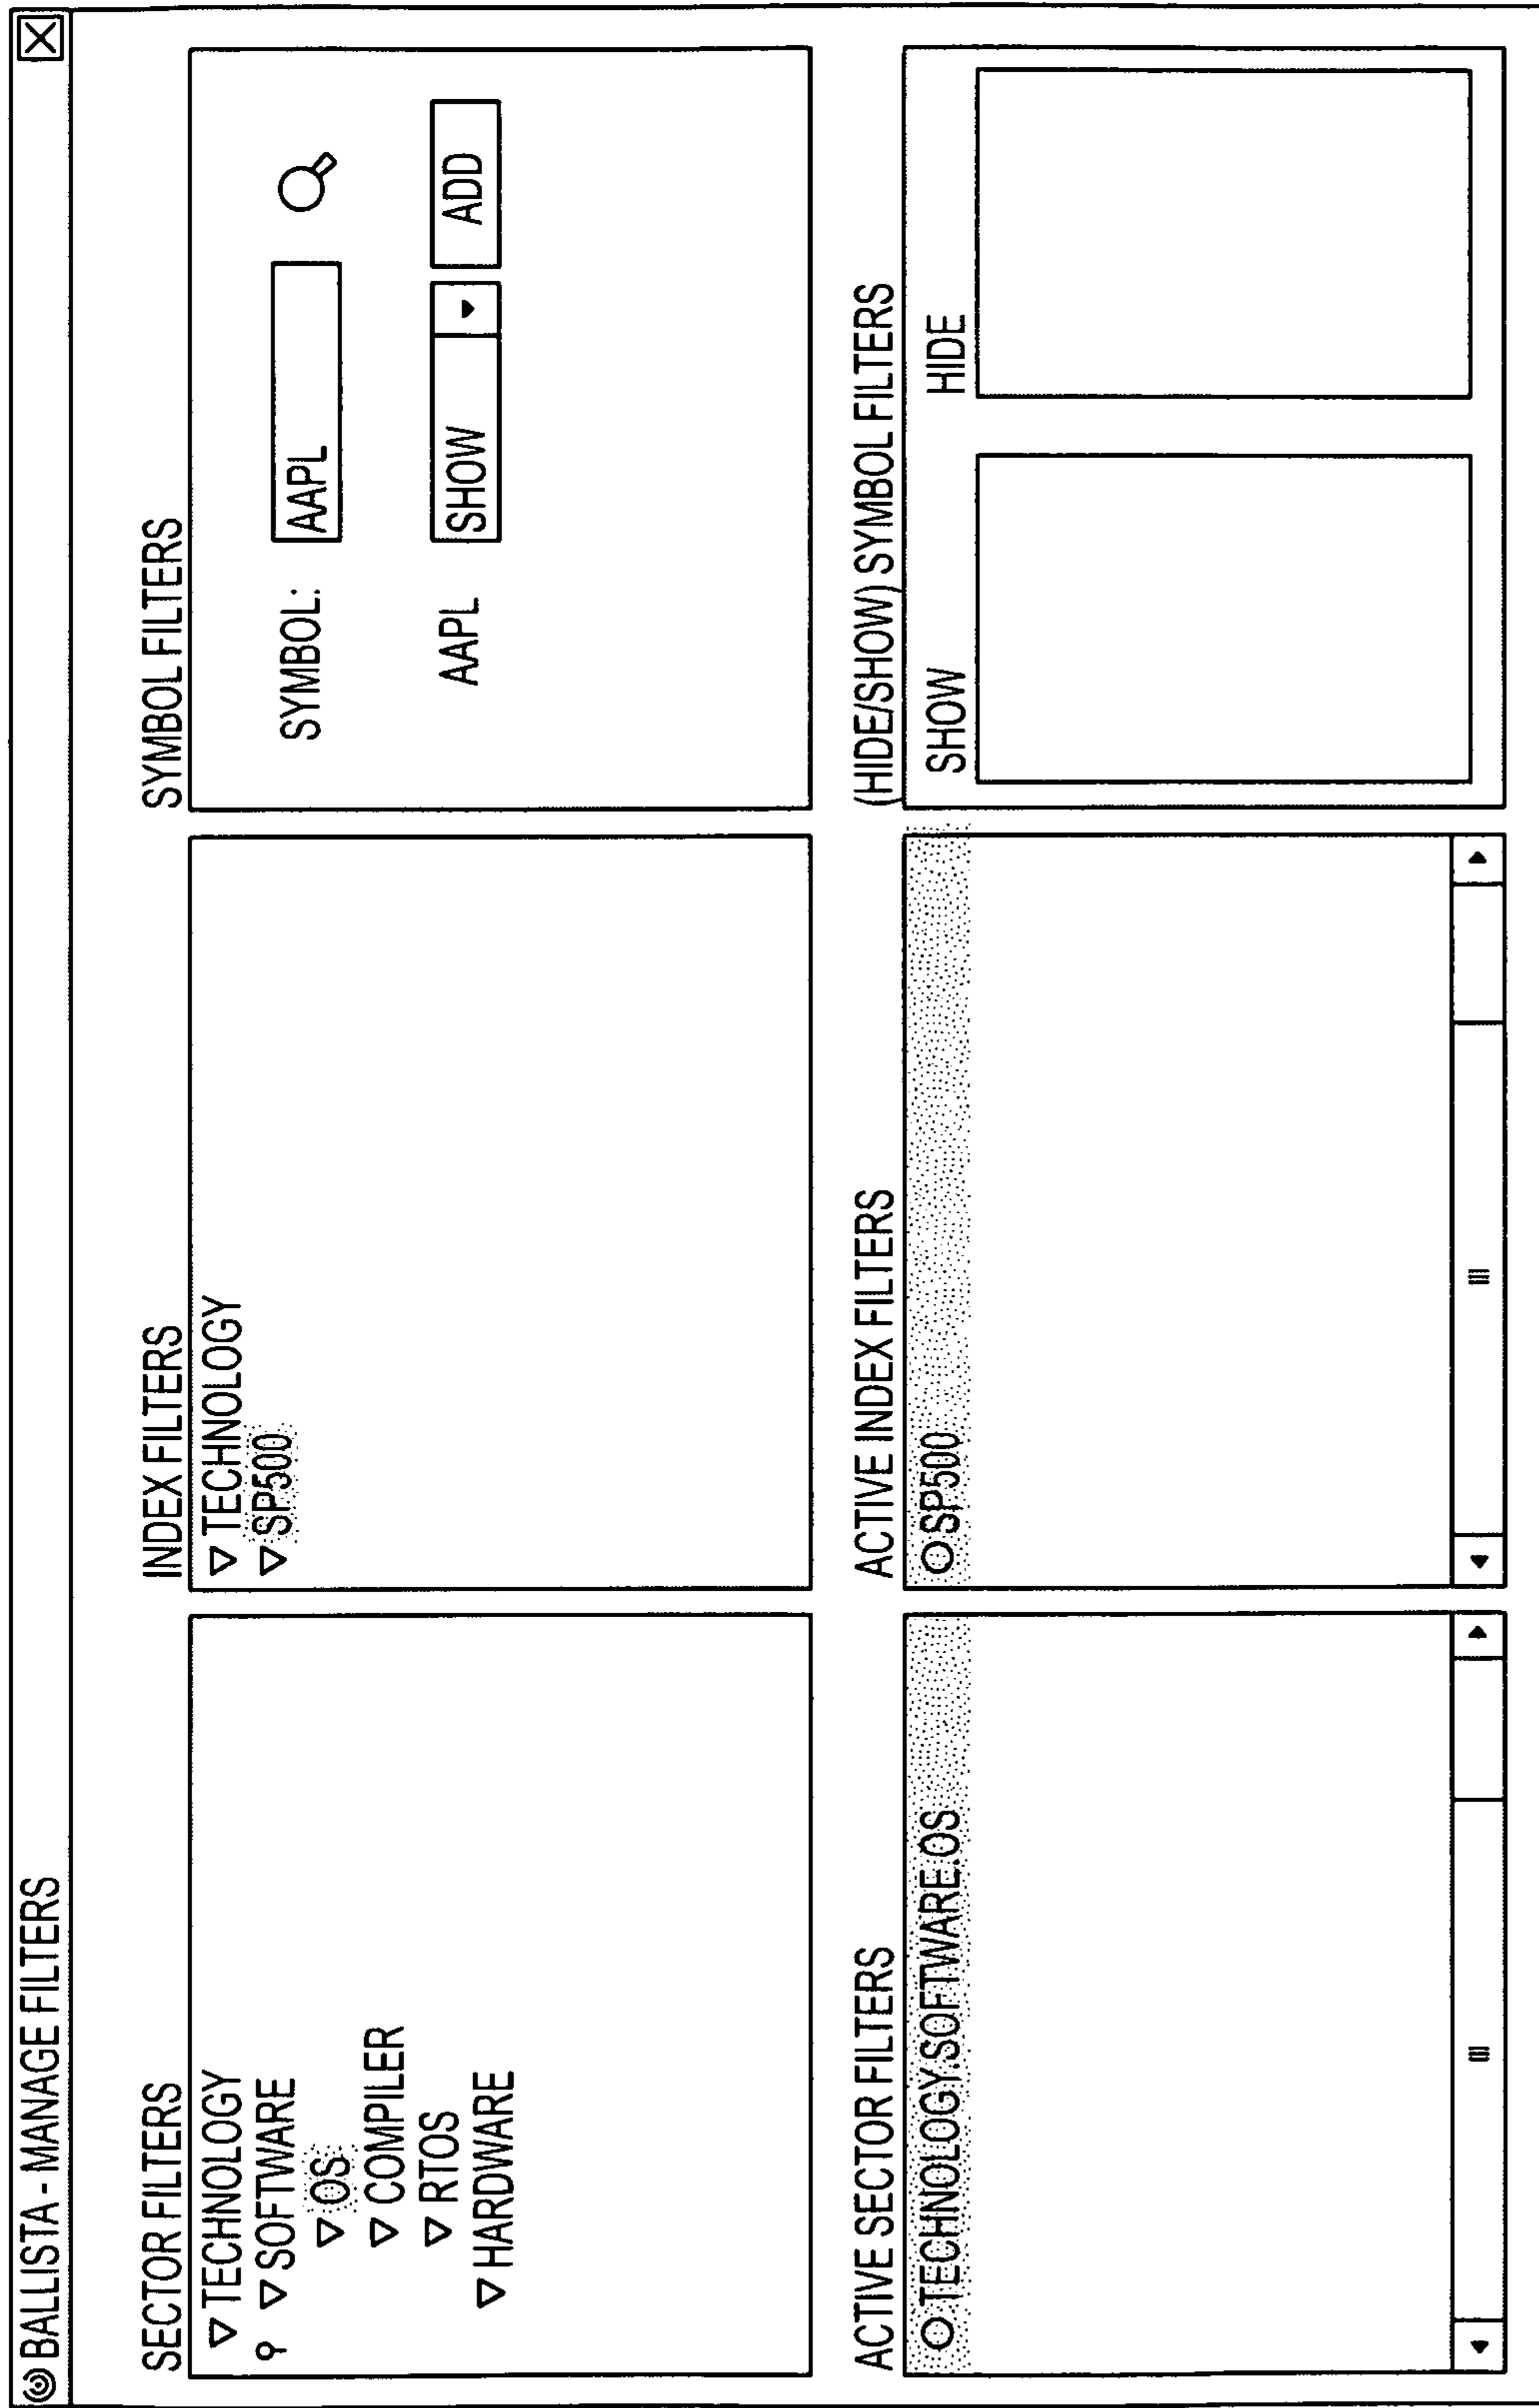 BALLISTA - MANAGE FILTERS
SECTOR FILTERS
TECHNOLOGY
SOFTWARE
OS
COMPILER
RTOS
HARDWARE
INDEX FILTERS
TECHNOLOGY
SP500
SYMBOL FILTERS
SYMBOL: AAPL
AAPL SHOW ADD
ACTIVE SECTOR FILTERS
TECHNOLOGY.SOFTWARE.OS
ACTIVE INDEX FILTERS
SP500
(HIDE/SHOW) SYMBOL FILTERS
SHOW HIDE